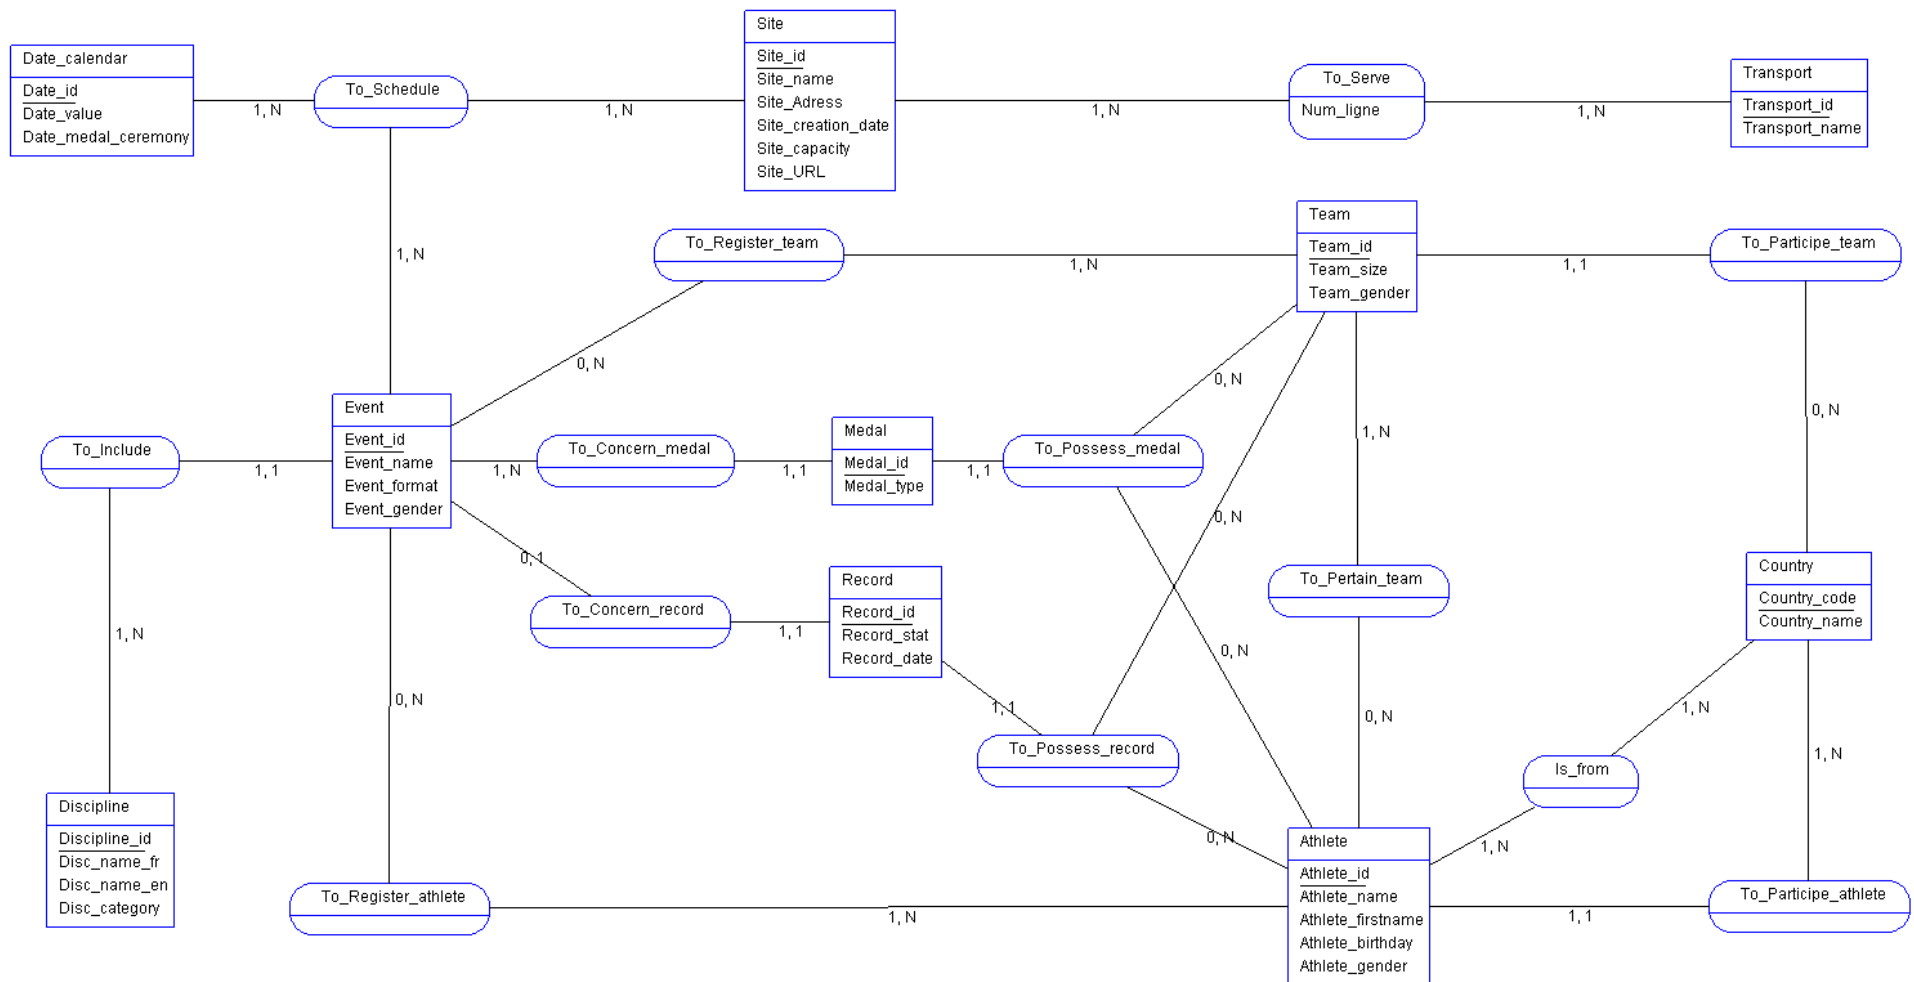 Site
Site_id
Site_name
Site_Adress
Site_creation_date
Site_capacity
Site_URL
Date_calendar
Date_id
Date_value
Date_medal_ceremony
1, N
To_Schedule
1, N
1, N
To_Serve
Num_ligne
1, N
Transport
Transport_id
Transport_name
1, N
To_Register_team
1, N
0, N
Team
Team_id
Team_size
Team_gender
1, 1
To_Participe_team
0, N
0, N
0, N
1, N
Event
Event_id
Event_name
Event_format
Event_gender
To_Include
1, 1
1, N
1, N
To_Concern_medal
1, 1
Medal
Medal_id
Medal_type
1, 1
To_Possess_medal
0, N
0, 1
To_Concern_record
1, 1
Record
Record_id
Record_stat
Record_date
1, 1
To_Possess_record
0, N
To_Pertain_team
0, N
Country
Country_code
Country_name
1, N
1, N
Is_from
1, N
0, N
Discipline
Discipline_id
Disc_name_fr
Disc_name_en
Disc_category
To_Register_athlete
1, N
Athlete
Athlete_id
Athlete_name
Athlete_firstname
Athlete_birthday
Athlete_gender
1, 1
To_Participe_athlete